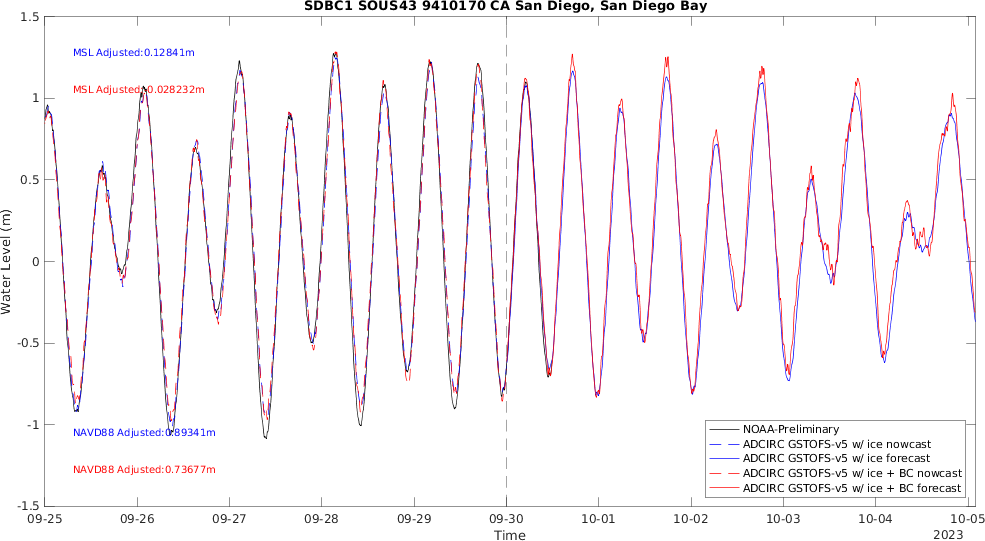 SDBC1 SOUS43 9410170 CA San Diego, San Diego Bay
1.5
1
0.5
0
-0.5
-1
-1.5
Water Level (m)
MSL Adjusted:0.12841m
MSL Adjusted:-0.028232m
NAVD88 Adjusted:0.89341m
NAVD88 Adjusted:0.73677m
NOAA-Preliminary
ADCIRC GSTOFS-v5 w/ ice nowcast
ADCIRC GSTOFS-v5 w/ ice forecast
ADCIRC GSTOFS-v5 w/ ice + BC nowcast
ADCIRC GSTOFS-v5 w/ ice + BC forecast
09-25 09-26 09-27 09-28 09-29 09-30 10-01 10-02 10-03 10-04 10-05
Time
2023